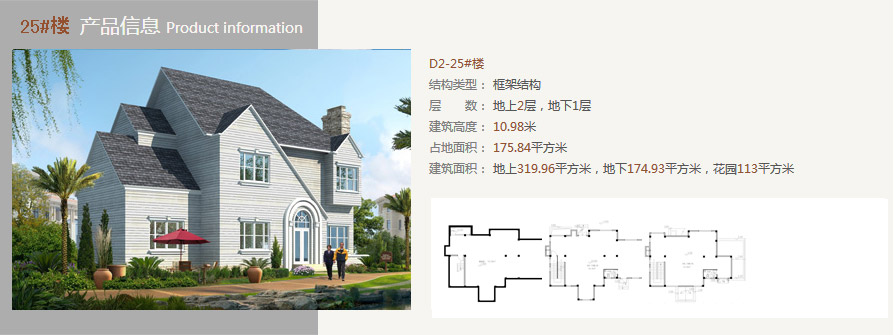 25#楼 产品信息 Product information
D2-25#楼
结构类型： 框架结构
层　　数： 地上2层，地下1层
建筑高度： 10.98米
占地面积： 175.84平方米
建筑面积： 地上319.96平方米，地下174.93平方米，花园113平方米